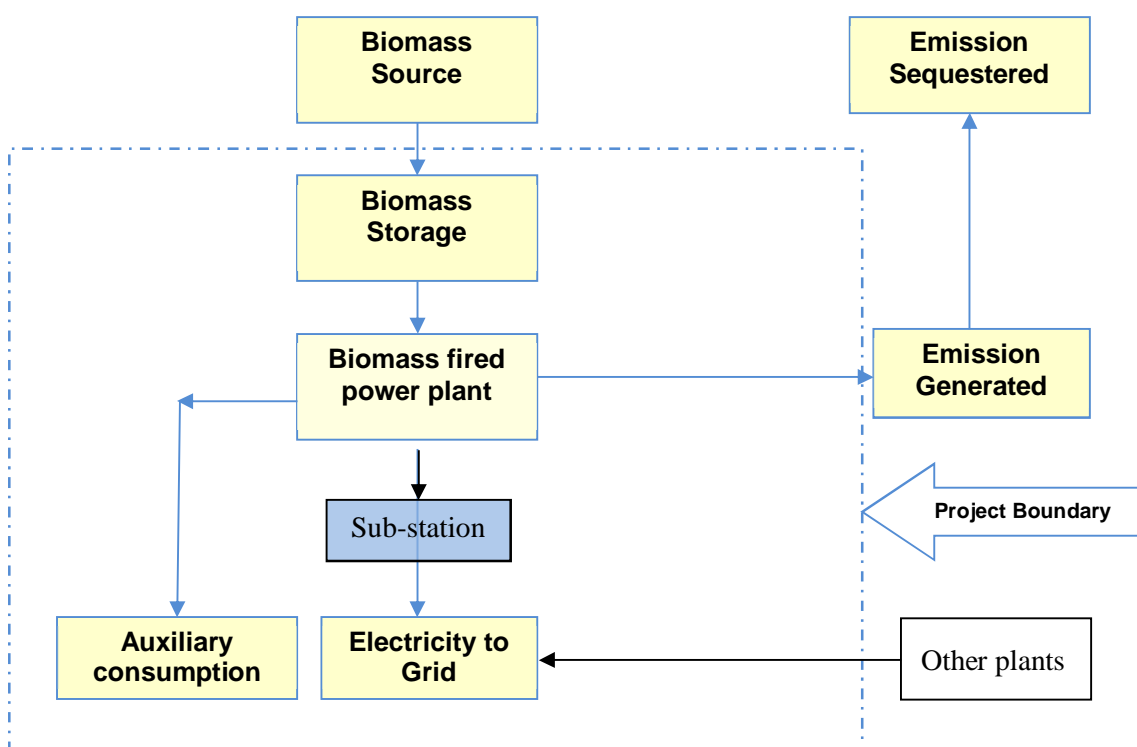 Biomass
Source
Emission
Sequestered
Biomass
Storage
Biomass fired
power plant
Emission
Generated
Sub-station
Project Boundary
Auxiliary
consumption
Electricity to
Grid
Other plants